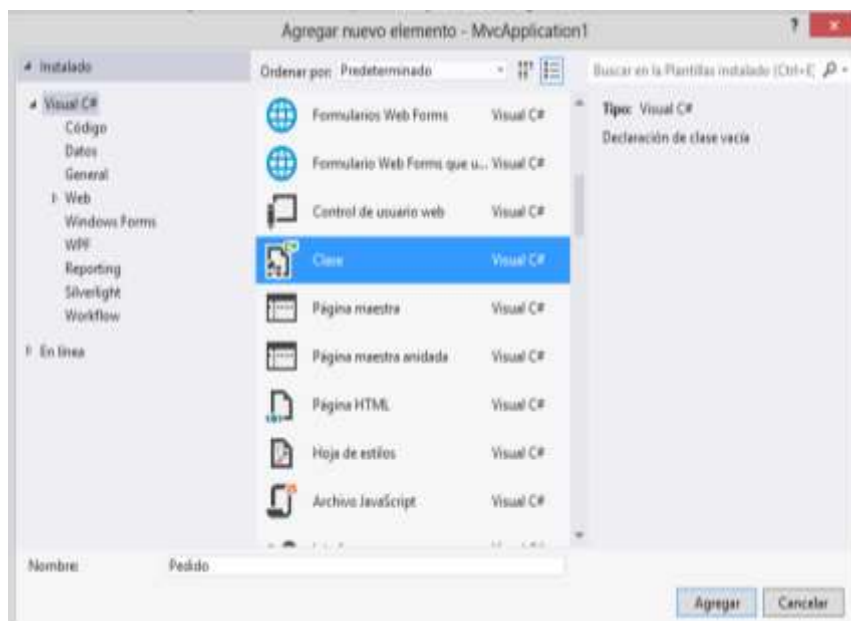 Agregar nuevo elemento - MvcApplication1
?
Instalado
Ordenar por: Predeterminado
Buscar en la Plantillas instalado (Ctrl+E
Visual C#
Código
Datos
General
Web
Windows Forms
WPF
Reporting
Silverlight
Workflow
En línea
Formularios Web Forms Visual C#
Formulario Web Forms que u... Visual C#
Control de usuario web Visual C#
Clase Visual C#
Página maestra Visual C#
Página maestra anidada Visual C#
Página HTML Visual C#
Hoja de estilos Visual C#
Archivo JavaScript Visual C#
Tipo: Visual C#
Declaración de clase vacía
Nombre: Pedido
Agregar
Cancelar